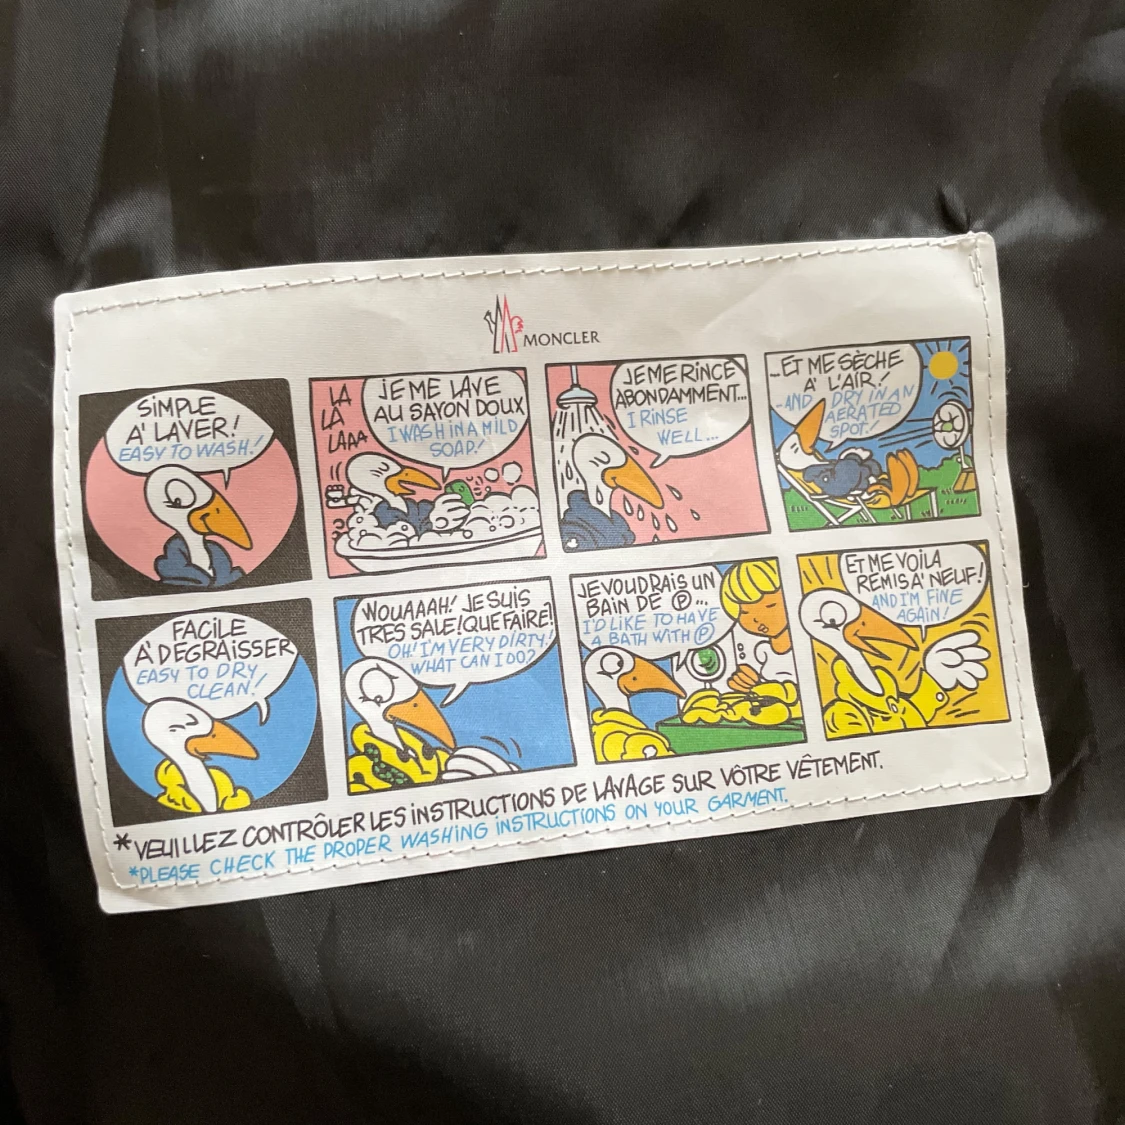 MONCLER
SIMPLE
A' LAVER!
EASY TO WASH!
LA
LA
LAAA
JE ME LAVE
AU SAVON DOUX
I WASH IN A MILD
SOAP!
JE ME RINCE
ABONDAMMENT...
I RINSE
WELL...
...ET ME SÈCHE
A' L'AIR!
...AND DRY IN AN
AERATED
SPOT!
FACILE
A' DEGRAISSER
EASY TO DRY
CLEAN!
WOUAAAH! JE SUIS
TRES SALE! QUE FAIRE?
OH! I'M VERY DIRTY!
WHAT CAN I DO?
JE VOUDRAIS UN
BAIN DE Ⓟ...
I'D LIKE TO HAVE
A BATH WITH Ⓟ
ET ME VOILA
REMIS A' NEUF!
AND I'M FINE
AGAIN!
*VEUILLEZ CONTRÔLER LES INSTRUCTIONS DE LAVAGE SUR VÔTRE VÊTEMENT.
*PLEASE CHECK THE PROPER WASHING INSTRUCTIONS ON YOUR GARMENT.